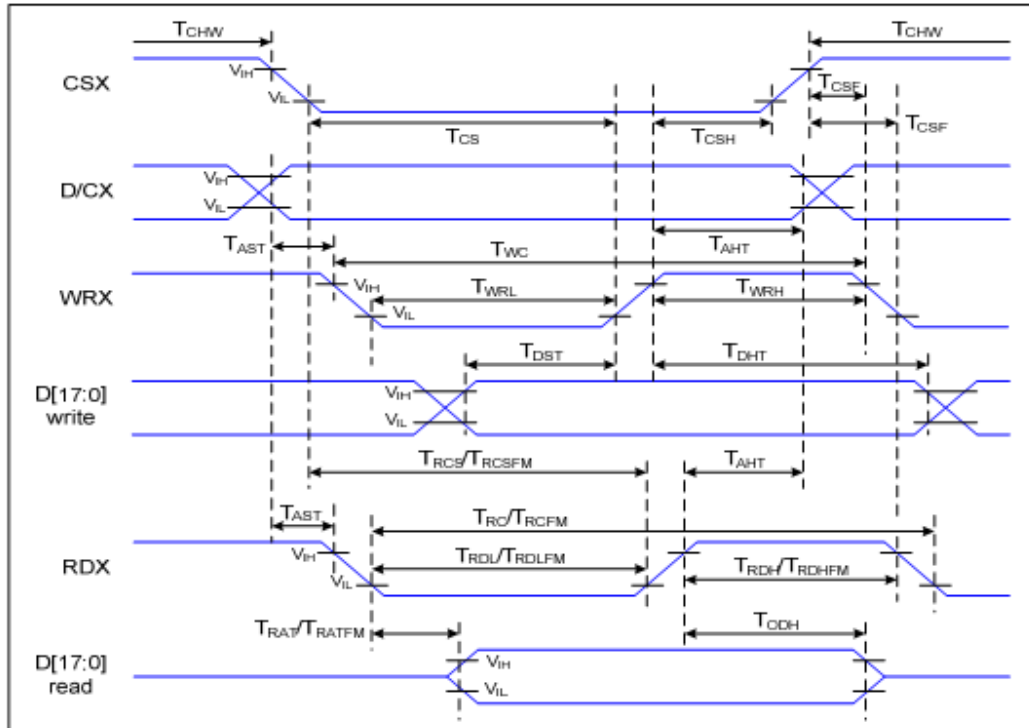 TCHW TCHW
CSX VIH TCSF
VIL TCSF
TCS TCSH
D/CX VIH
VIL
TAST TWC TAHT
WRX VIH TWRL TWRH
VIL
TDST TDHT
D[17:0] VIH
write VIL
TRCS/TRCSFM TAHT
TAST TRC/TRCFM
RDX VIH TRDL/TRDLFM TRDH/TRDHFM
VIL
TRAT/TRATFM TODH
D[17:0] VIH
read VIL